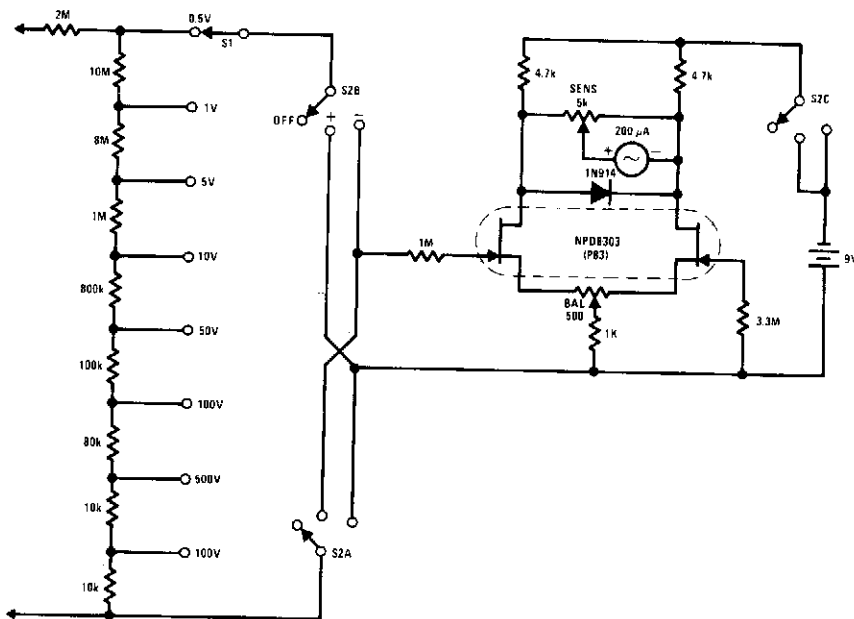 2M
0.5V
S1
10M
1V
8M
5V
1M
10V
800k
50V
100k
100V
80k
500V
10k
100V
10k
S2B
OFF
+
−
S2A
1M
4.7k
4.7k
SENS
5k
200 µA
+
−
1N914
NPD8303
(P83)
BAL
500
1K
3.3M
S2C
9V